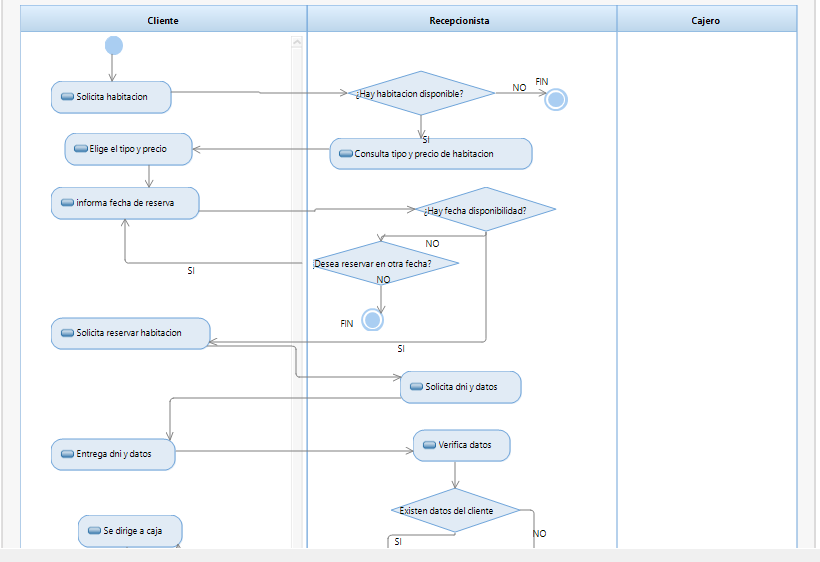 Cliente
Recepcionista
Cajero
Solicita habitacion
¿Hay habitacion disponible?
NO
FIN
SI
Elige el tipo y precio
Consulta tipo y precio de habitacion
informa fecha de reserva
¿Hay fecha disponibilidad?
NO
Desea reservar en otra fecha?
SI
NO
FIN
Solicita reservar habitacion
SI
Solicita dni y datos
Entrega dni y datos
Verifica datos
Existen datos del cliente
Se dirige a caja
SI
NO